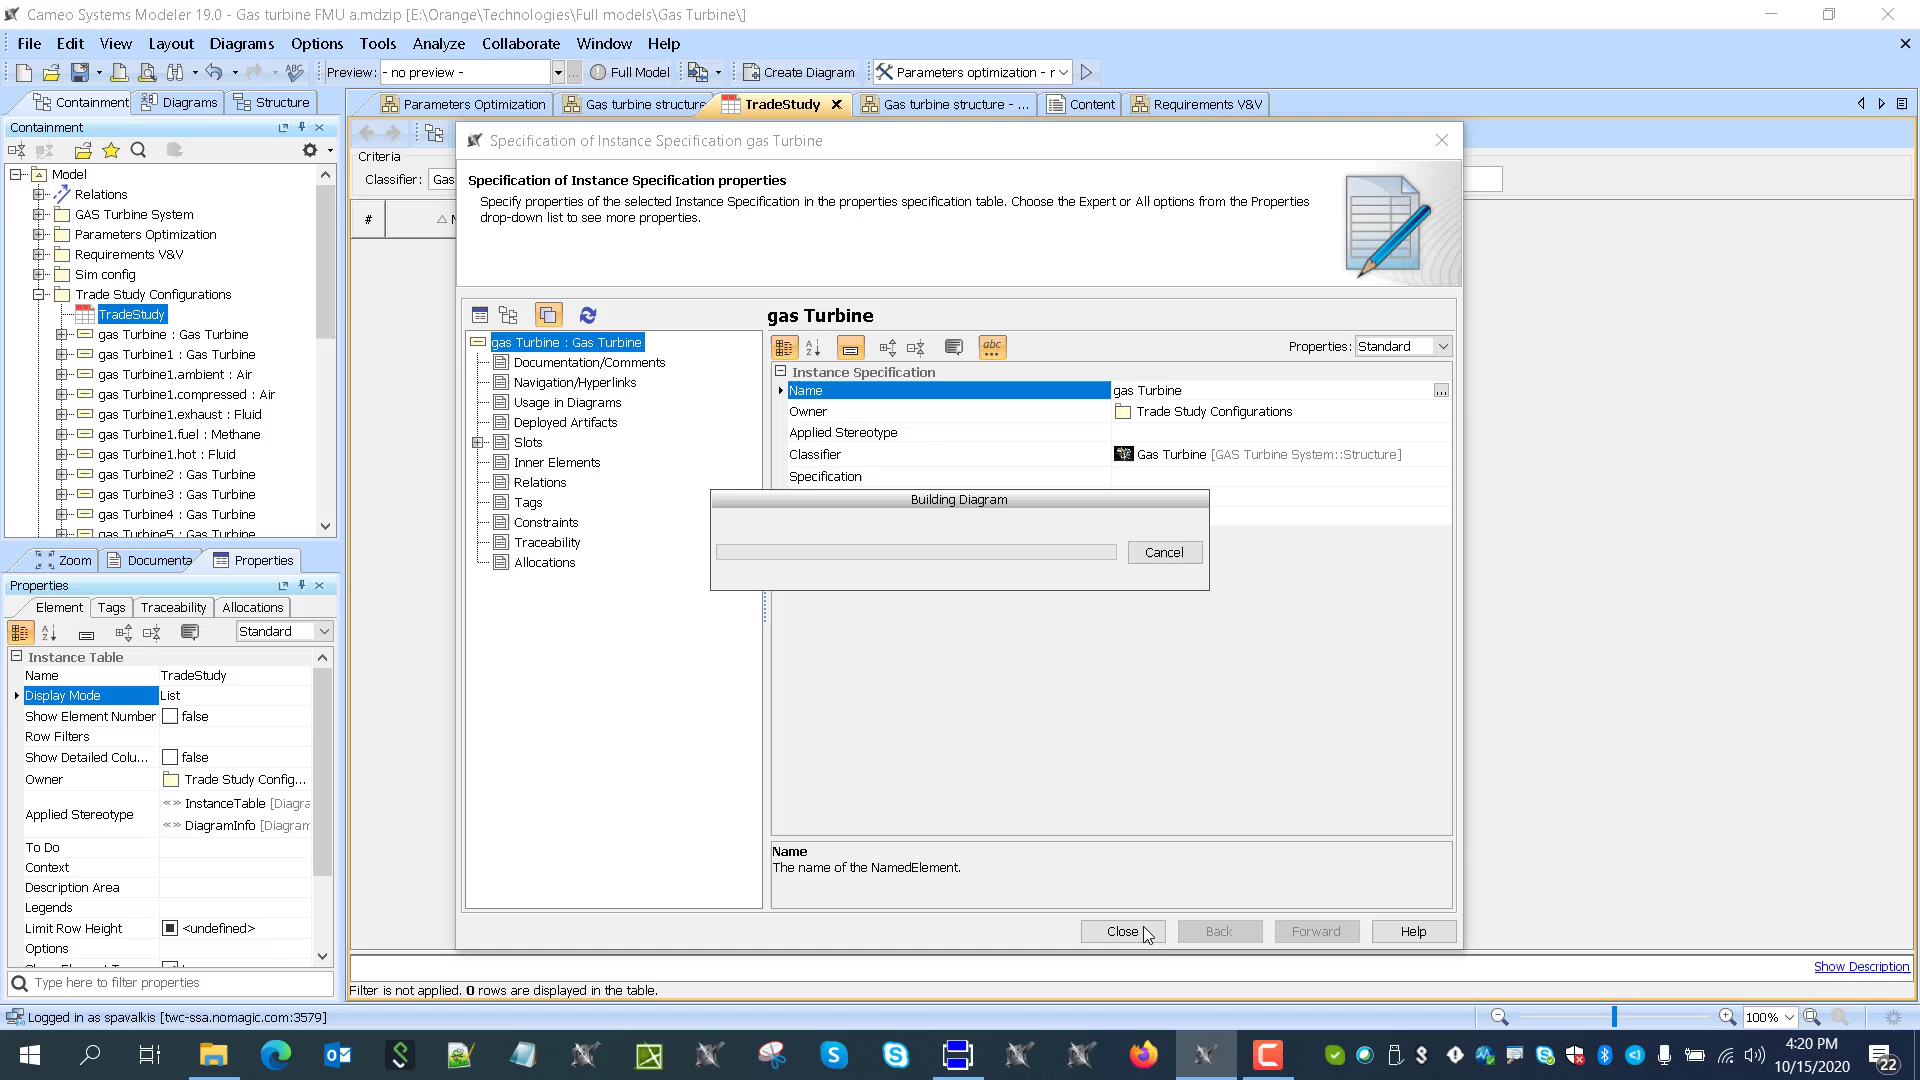 Cameo Systems Modeler 19.0 - Gas turbine FMU a.mdzip [E:\Orange\Technologies\Full models\Gas Turbine\]
File Edit View Layout Diagrams Options Tools Analyze Collaborate Window Help
Preview: - no preview - ... Full Model Create Diagram Parameters optimization - r
Containment Diagrams Structure
Parameters Optimization Gas turbine structure TradeStudy Gas turbine structure - ... Content Requirements V&V
Containment
Model
Relations
GAS Turbine System
Parameters Optimization
Requirements V&V
Sim config
Trade Study Configurations
TradeStudy
gas Turbine : Gas Turbine
gas Turbine1 : Gas Turbine
gas Turbine1.ambient : Air
gas Turbine1.compressed : Air
gas Turbine1.exhaust : Fluid
gas Turbine1.fuel : Methane
gas Turbine1.hot : Fluid
gas Turbine2 : Gas Turbine
gas Turbine3 : Gas Turbine
gas Turbine4 : Gas Turbine
gas Turbine5 : Gas Turbine
Zoom Documenta Properties
Properties
Element Tags Traceability Allocations
Standard
Instance Table
Name TradeStudy
Display Mode List
Show Element Number false
Row Filters
Show Detailed Colu... false
Owner Trade Study Config...
Applied Stereotype
«» InstanceTable [Diagra
«» DiagramInfo [Diagram
To Do
Context
Description Area
Legends
Limit Row Height <undefined>
Options
Type here to filter properties
Criteria
Classifier: Gas
#
Specification of Instance Specification gas Turbine
Specification of Instance Specification properties
Specify properties of the selected Instance Specification in the properties specification table. Choose the Expert or All options from the Properties
drop-down list to see more properties.
gas Turbine : Gas Turbine
Documentation/Comments
Navigation/Hyperlinks
Usage in Diagrams
Deployed Artifacts
Slots
Inner Elements
Relations
Tags
Constraints
Traceability
Allocations
gas Turbine
abc Properties: Standard
Instance Specification
Name gas Turbine ...
Owner Trade Study Configurations
Applied Stereotype
Classifier Gas Turbine [GAS Turbine System::Structure]
Specification
Building Diagram
Cancel
Name
The name of the NamedElement.
Close Back Forward Help
Show Description
Filter is not applied. 0 rows are displayed in the table.
Logged in as spavalkis [twc-ssa.nomagic.com:3579]
100%
4:20 PM
10/15/2020
22